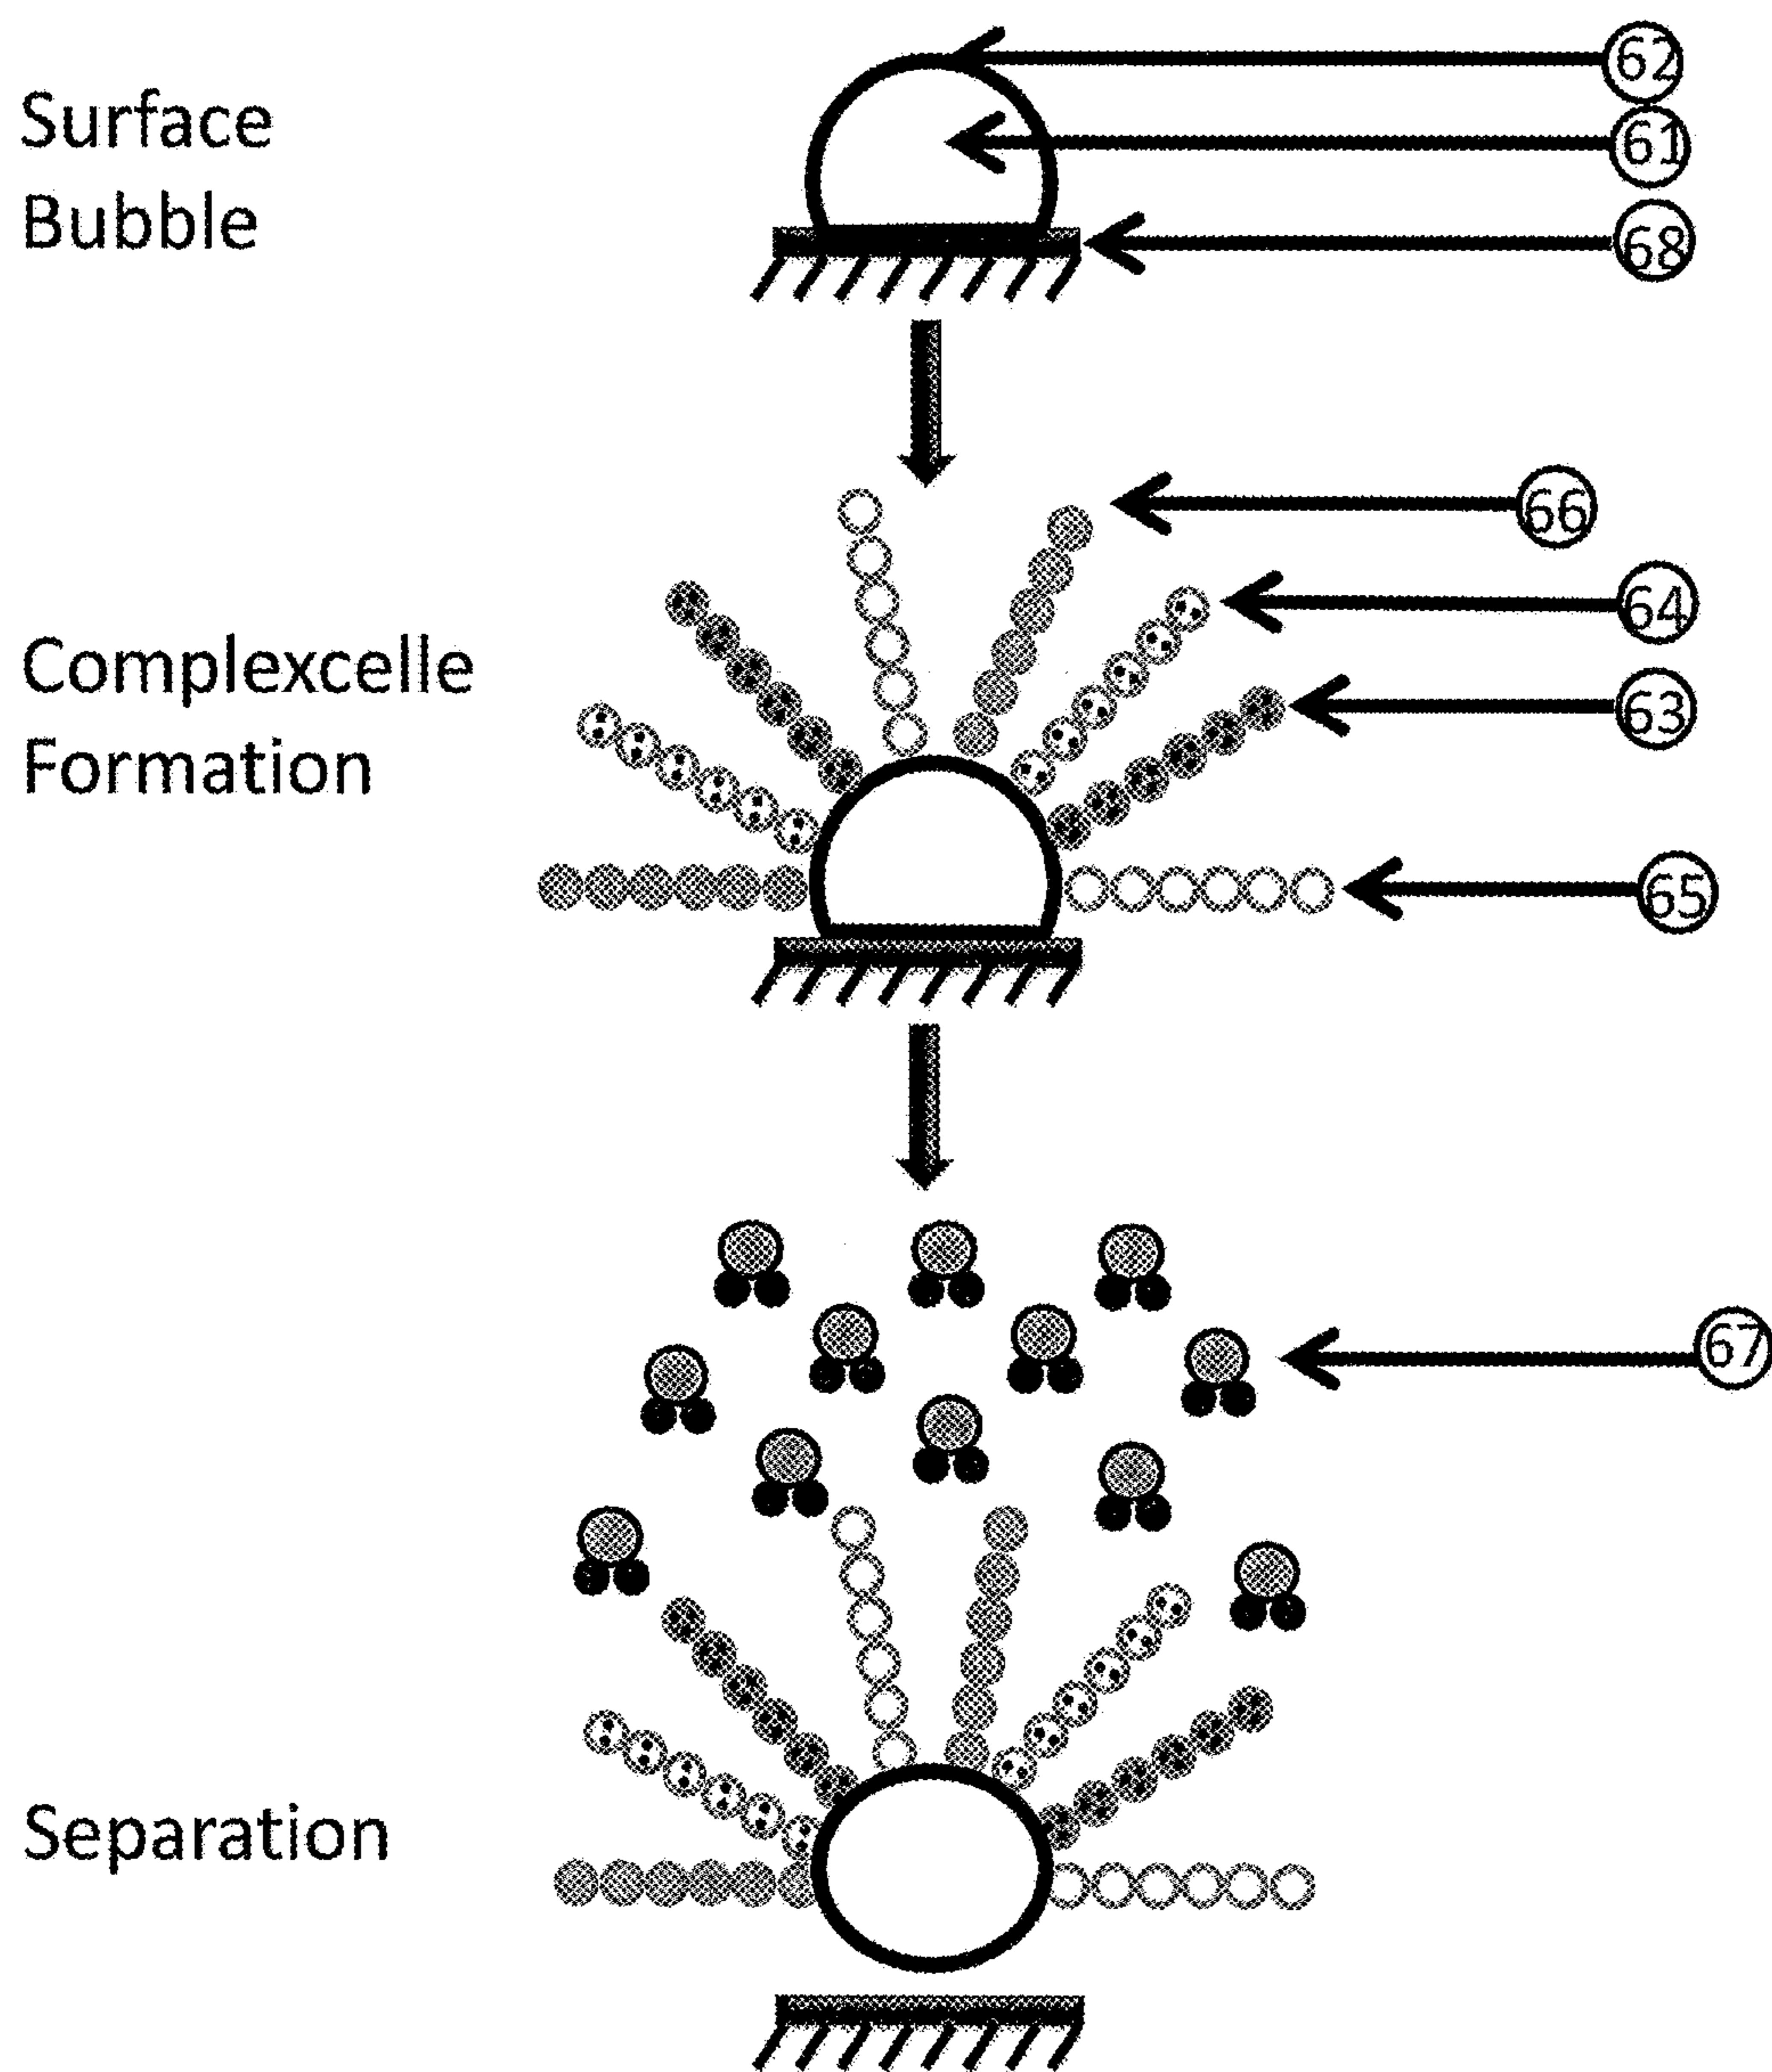 62
Surface
61
Bubble
68
66
64
Complexcelle
63
Formation
65
67
Separation